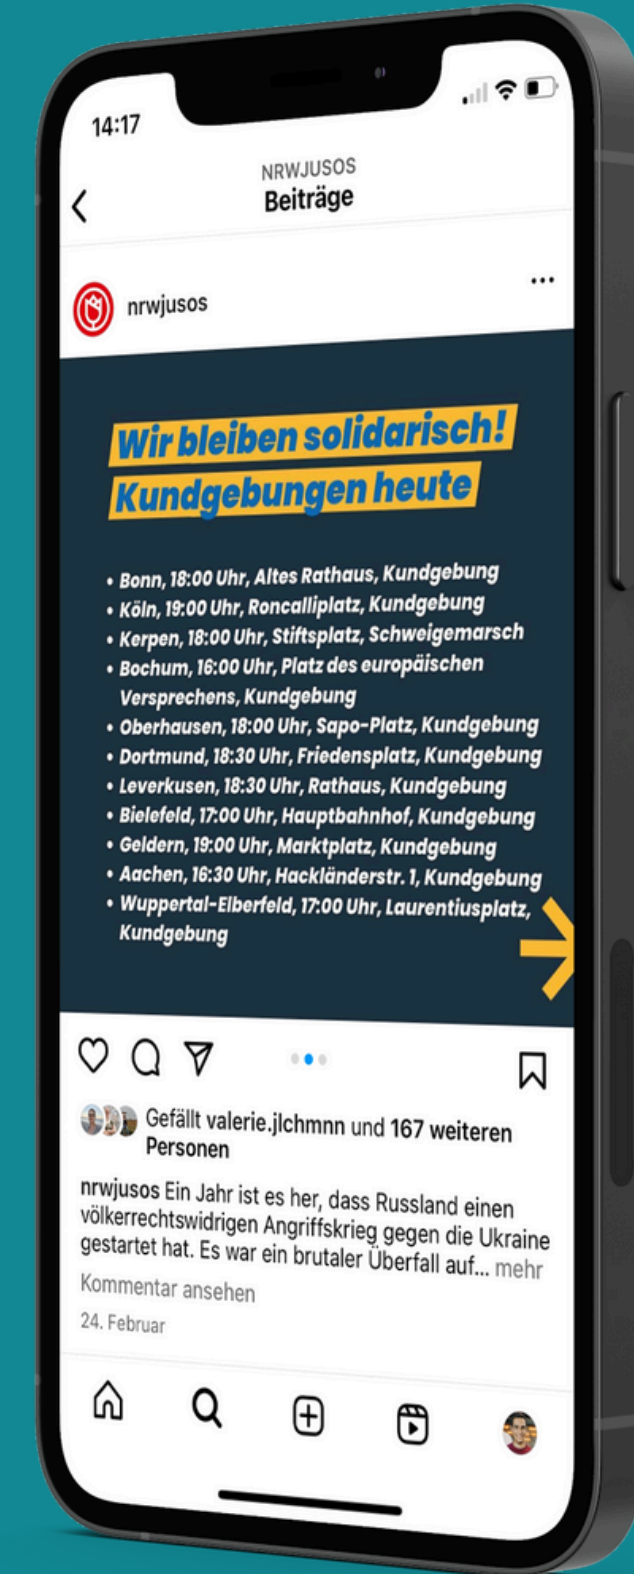 14:17
NRWJUSOS
Beiträge
nrwjusos
Wir bleiben solidarisch!
Kundgebungen heute
• Bonn, 18:00 Uhr, Altes Rathaus, Kundgebung
• Köln, 19:00 Uhr, Roncalliplatz, Kundgebung
• Kerpen, 18:00 Uhr, Stiftsplatz, Schweigemarsch
• Bochum, 16:00 Uhr, Platz des europäischen
Versprechens, Kundgebung
• Oberhausen, 18:00 Uhr, Sapo-Platz, Kundgebung
• Dortmund, 18:30 Uhr, Friedensplatz, Kundgebung
• Leverkusen, 18:30 Uhr, Rathaus, Kundgebung
• Bielefeld, 17:00 Uhr, Hauptbahnhof, Kundgebung
• Geldern, 19:00 Uhr, Marktplatz, Kundgebung
• Aachen, 16:30 Uhr, Hackländerstr. 1, Kundgebung
• Wuppertal-Elberfeld, 17:00 Uhr, Laurentiusplatz,
Kundgebung
Gefällt valerie.jlchmnn und 167 weiteren
Personen
nrwjusos Ein Jahr ist es her, dass Russland einen
völkerrechtswidrigen Angriffskrieg gegen die Ukraine
gestartet hat. Es war ein brutaler Überfall auf... mehr
Kommentar ansehen
24. Februar